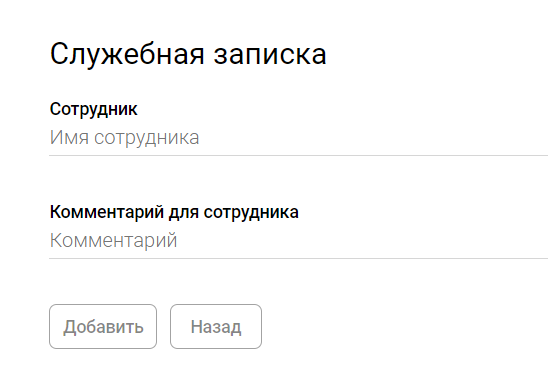 Служебная записка
Сотрудник
Имя сотрудника
Комментарий для сотрудника
Комментарий
Добавить Назад